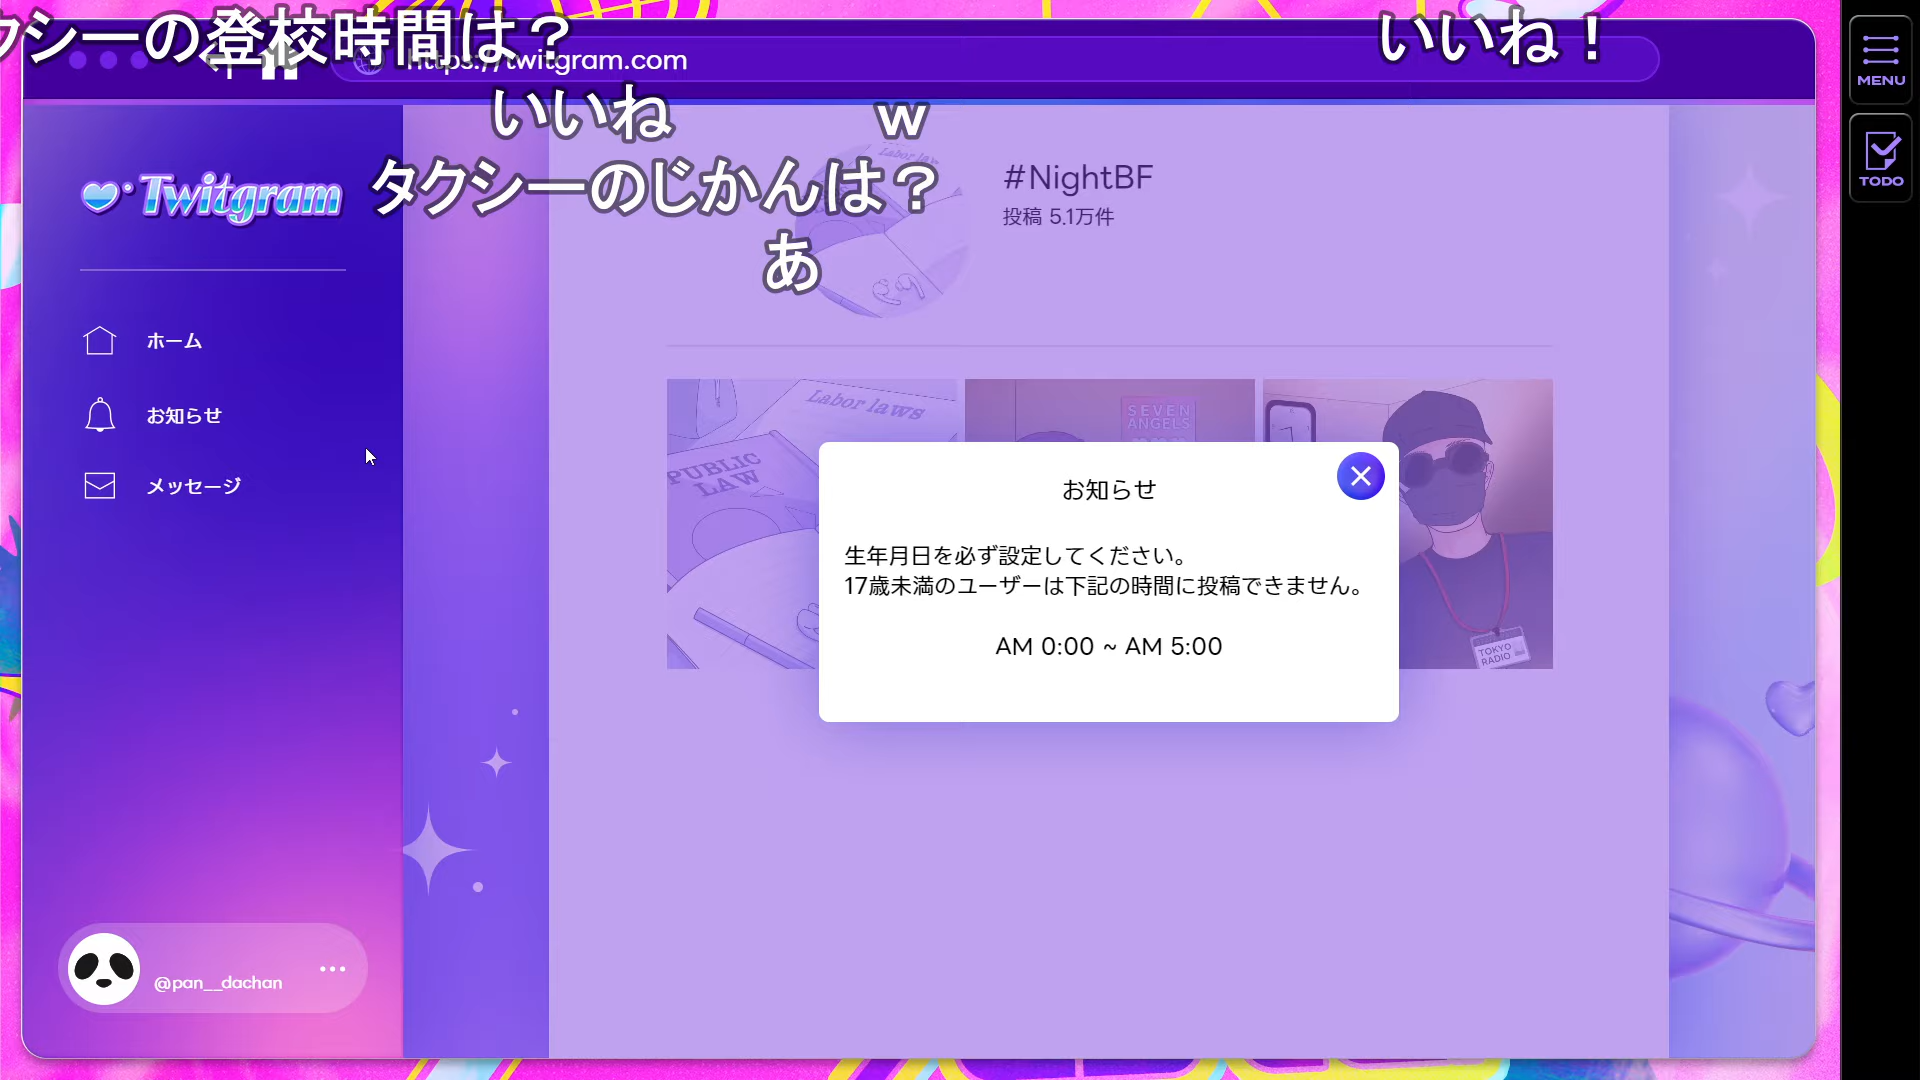 クシーの登校時間は？
いいね！
https://twitgram.com
MENU
いいね
w
タクシーのじかんは？
あ
TODO
Twitgram
#NightBF
投稿 5.1万件
ホーム
お知らせ
メッセージ
Labor laws
PUBLIC
LAW
SEVEN
ANGELS
お知らせ
生年月日を必ず設定してください。
17歳未満のユーザーは下記の時間に投稿できません。
AM 0:00 ~ AM 5:00
TOKYO
RADIO
@pan__dachan